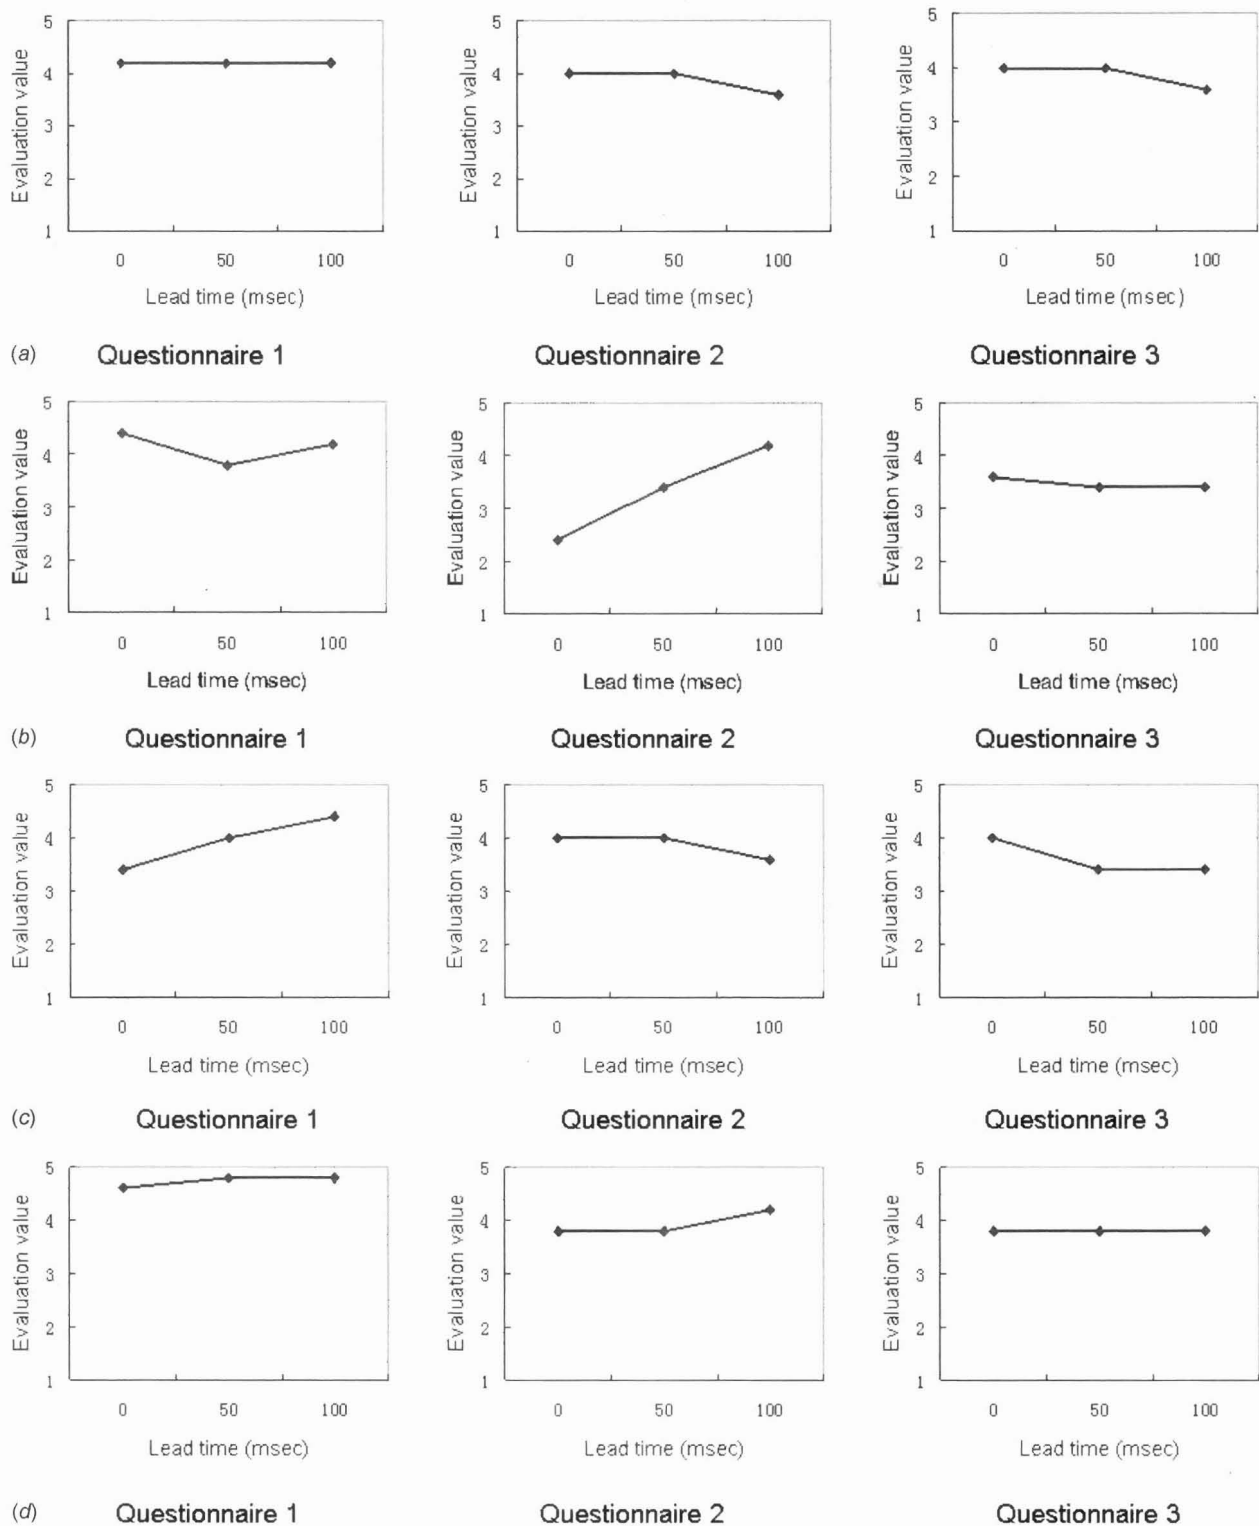 5 5 5
4 4 4
3 3 3
2 2 2
1 1 1
Evaluation value Evaluation value Evaluation value
0 50 100 0 50 100 0 50 100
Lead time (msec) Lead time (msec) Lead time (msec)
(a) Questionnaire 1 Questionnaire 2 Questionnaire 3
5 5 5
4 4 4
3 3 3
2 2 2
1 1 1
Evaluation value Evaluation value Evaluation value
0 50 100 0 50 100 0 50 100
Lead time (msec) Lead time (msec) Lead time (msec)
(b) Questionnaire 1 Questionnaire 2 Questionnaire 3
5 5 5
4 4 4
3 3 3
2 2 2
1 1 1
Evaluation value Evaluation value Evaluation value
0 50 100 0 50 100 0 50 100
Lead time (msec) Lead time (msec) Lead time (msec)
(c) Questionnaire 1 Questionnaire 2 Questionnaire 3
5 5 5
4 4 4
3 3 3
2 2 2
1 1 1
Evaluation value Evaluation value Evaluation value
0 50 100 0 50 100 0 50 100
Lead time (msec) Lead time (msec) Lead time (msec)
(d) Questionnaire 1 Questionnaire 2 Questionnaire 3